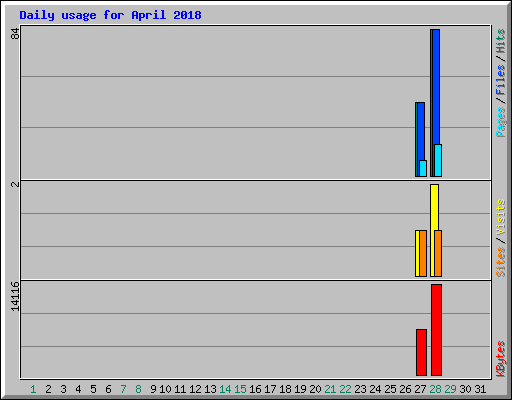 Daily usage for April 2018
84
2
14116
Pages/Files/Hits
Sites/Visits
KBytes
1 2 3 4 5 6 7 8 9 10 11 12 13 14 15 16 17 18 19 20 21 22 23 24 25 26 27 28 29 30 31